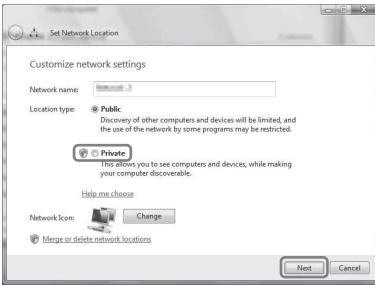 Set Network Location
Customize network settings
Network name:
Location type:
Public
Discovery of other computers and devices will be limited, and
the use of the network by some programs may be restricted.
Private
This allows you to see computers and devices, while making
your computer discoverable.
Help me choose
Network Icon:
Change
Merge or delete network locations
Next
Cancel